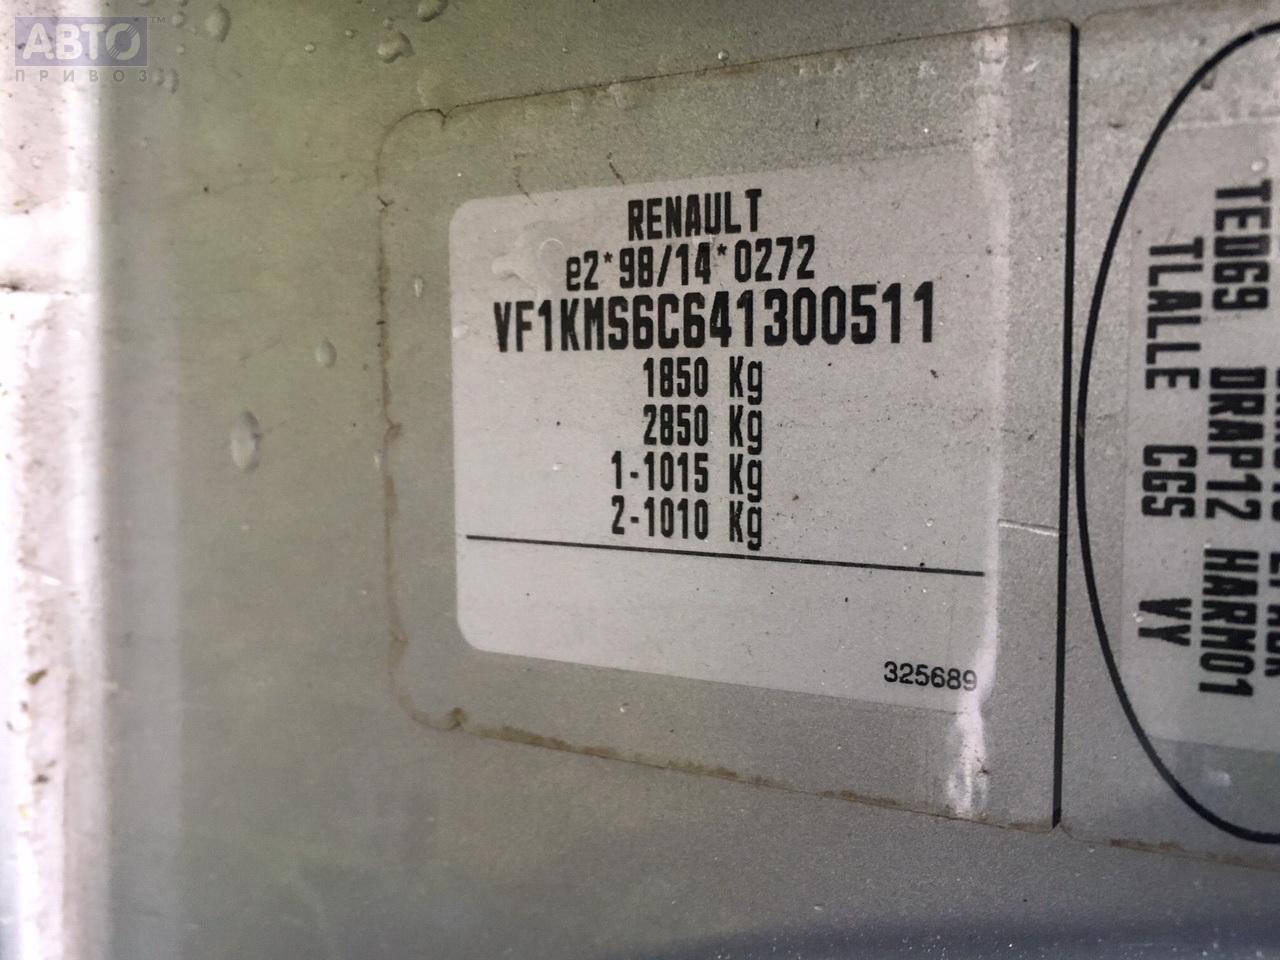 АВТО™
ПРИВОЗ
RENAULT
e2*98/14*0272
VF1KMS6C641300511
1850 Kg
2850 Kg
1-1015 Kg
2-1010 Kg
325689
TED69 DRAP12 HARM01
TLALLE CGS VY